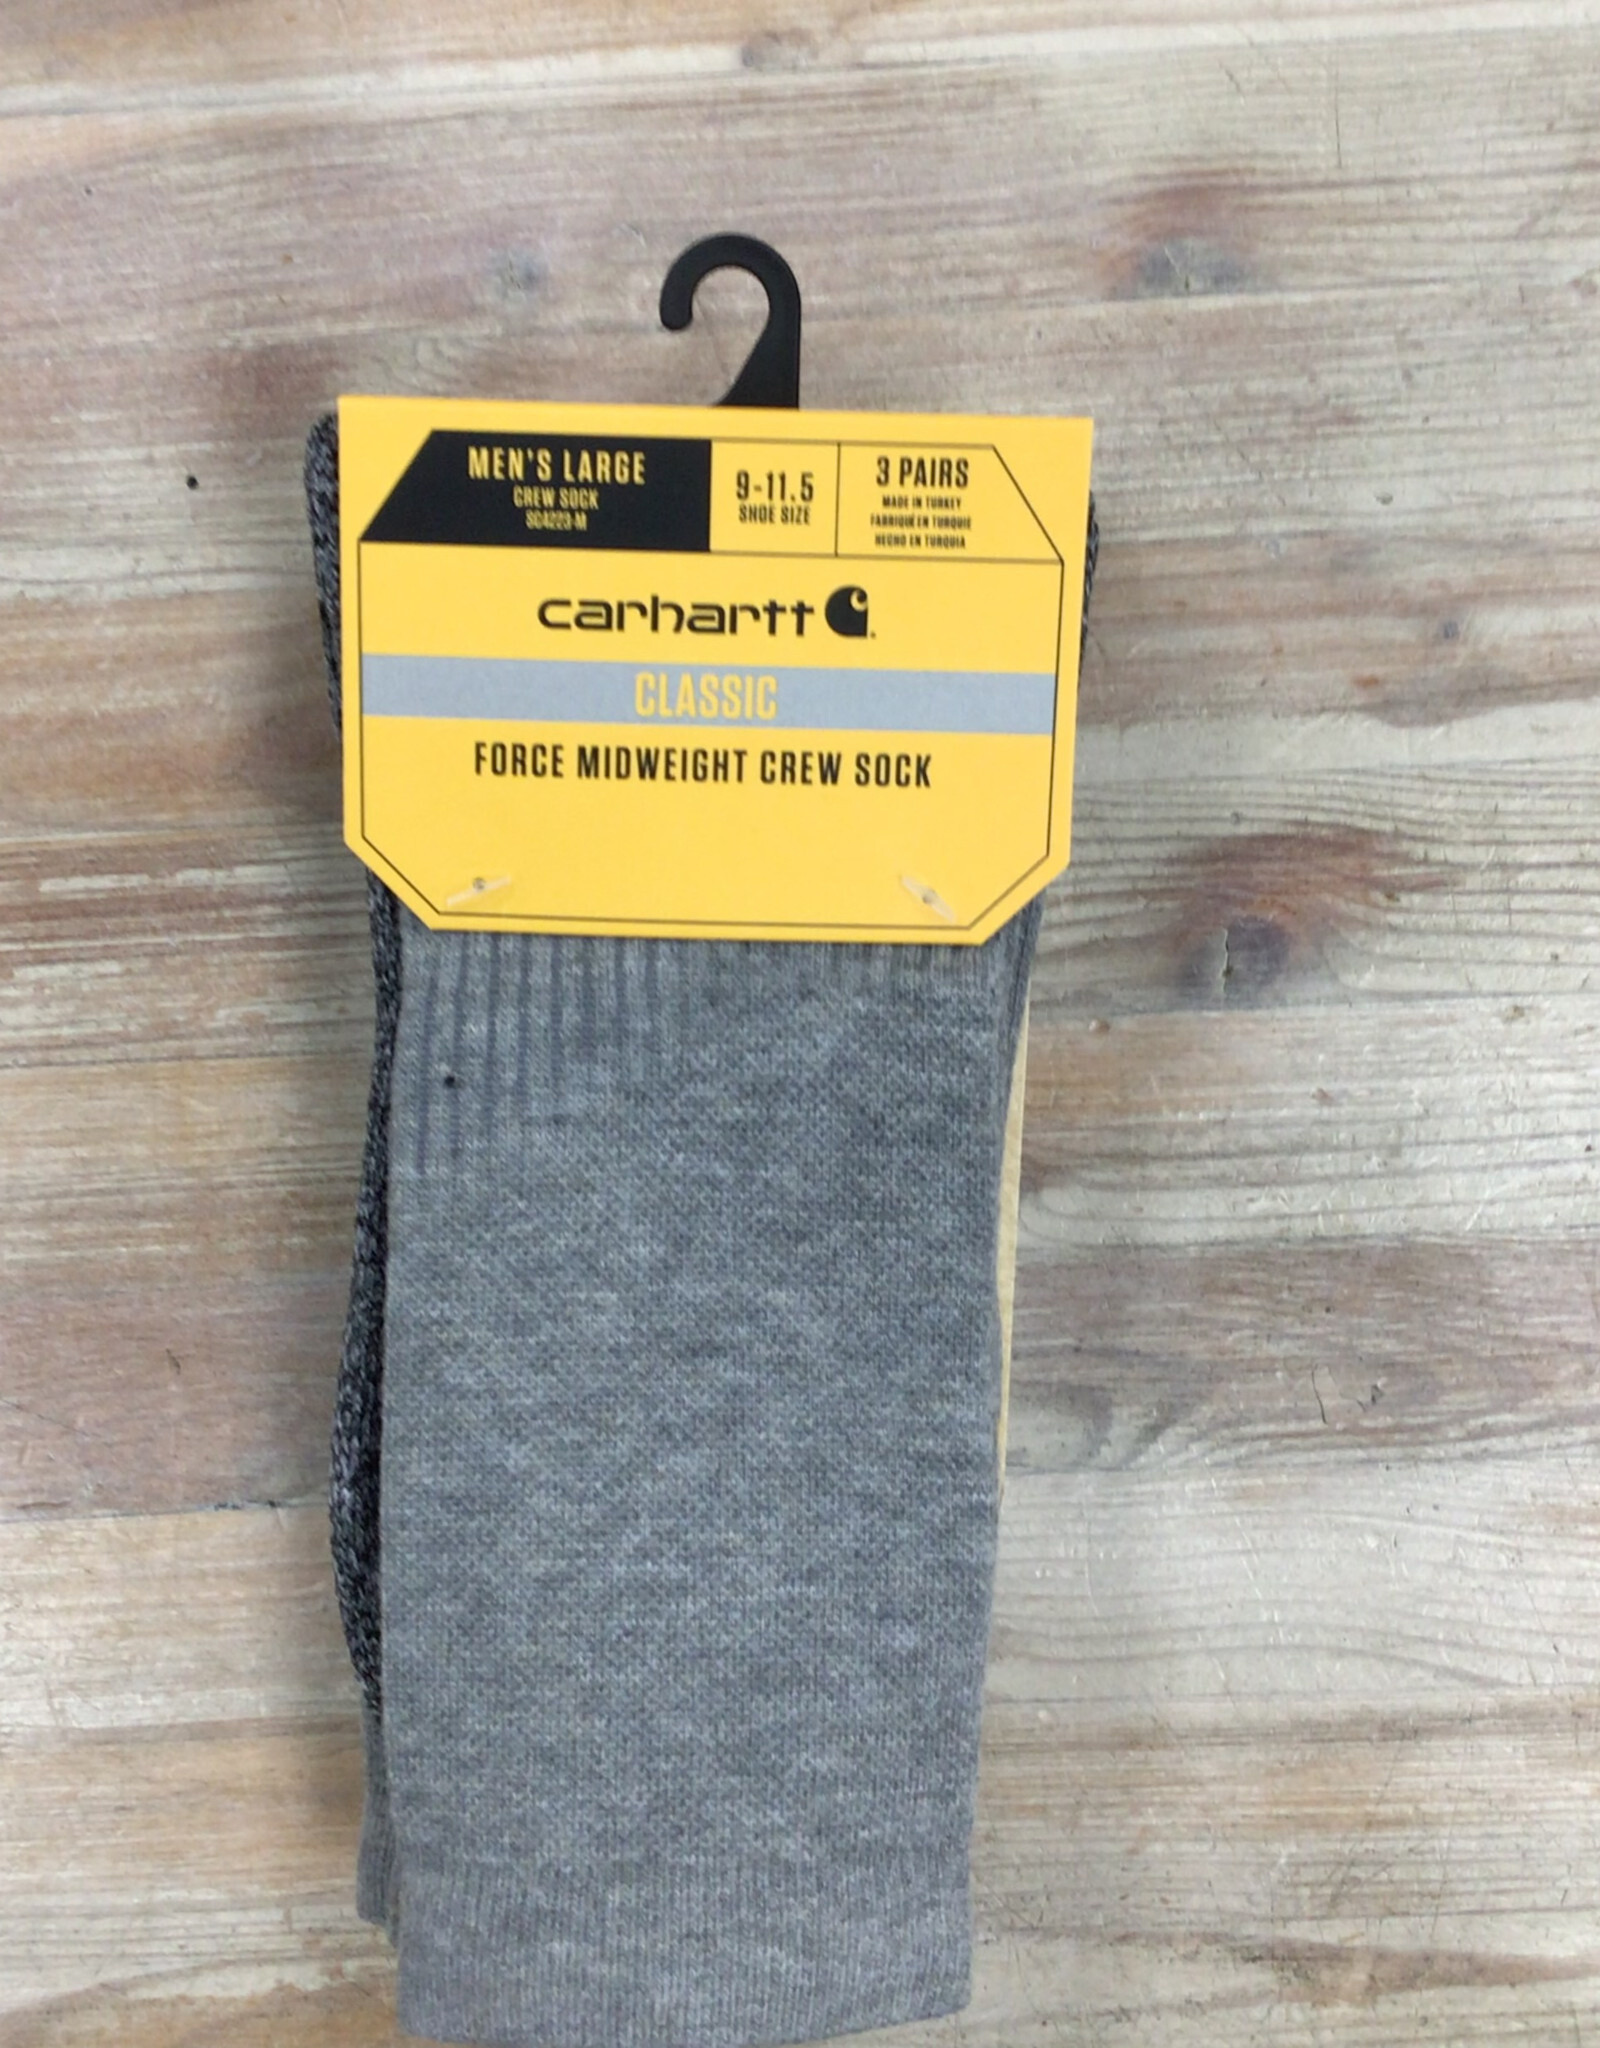 MEN'S LARGE
CREW SOCK
SC4223-M
9-11.5
SHOE SIZE
3 PAIRS
MADE IN TURKEY
FABRIQUÉ EN TURQUIE
HECHO EN TURQUIA
carhartt
CLASSIC
FORCE MIDWEIGHT CREW SOCK